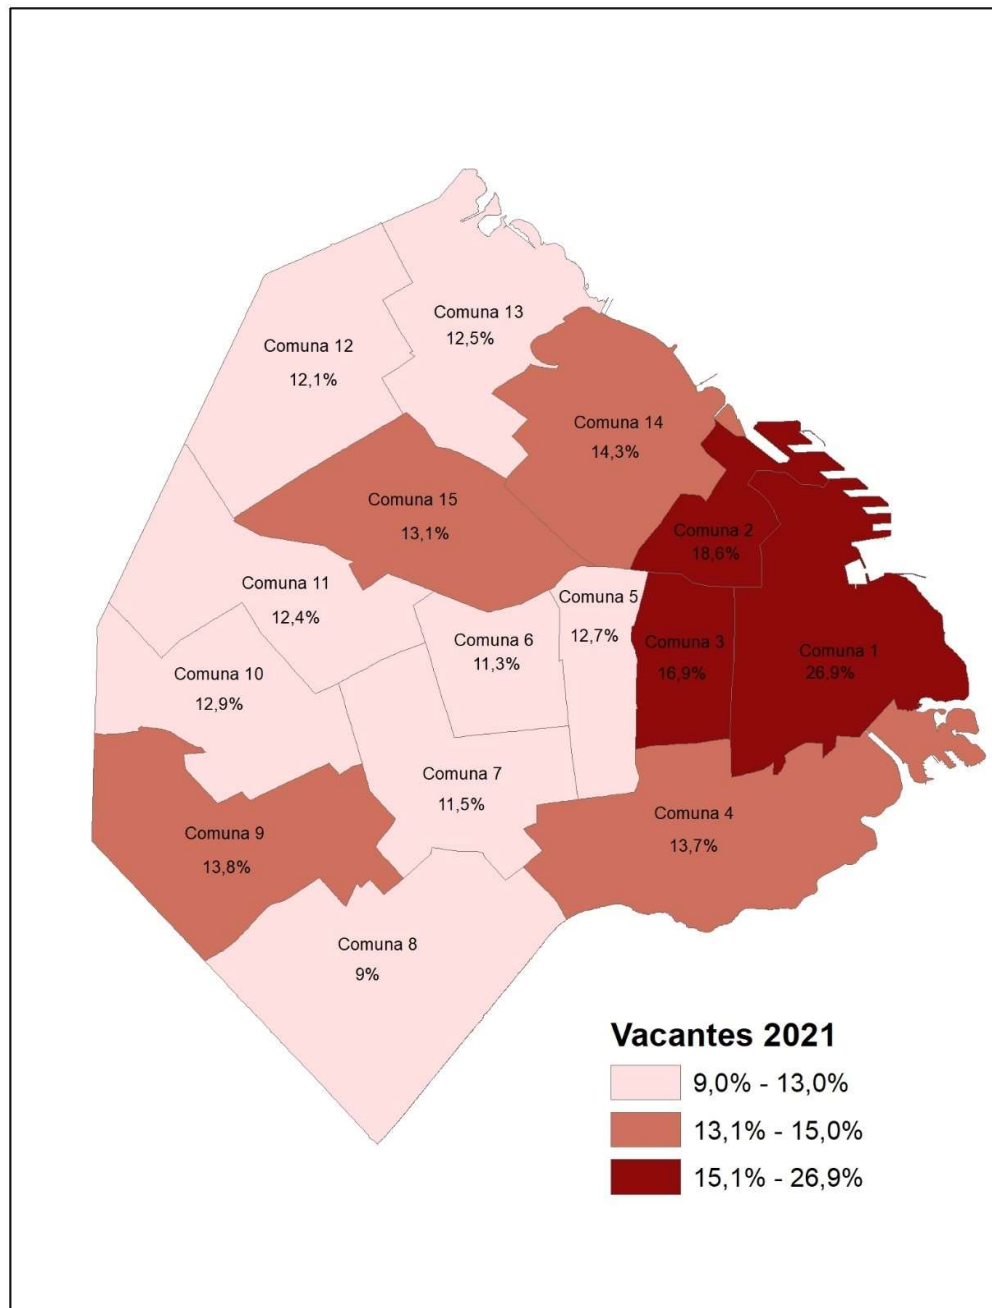 Comuna 13
12,5%
Comuna 12
12,1%
Comuna 14
14,3%
Comuna 15
13,1%
Comuna 2
18,6%
Comuna 11
12,4%
Comuna 5
12,7%
Comuna 6
11,3%
Comuna 3
16,9%
Comuna 1
26,9%
Comuna 10
12,9%
Comuna 7
11,5%
Comuna 9
13,8%
Comuna 4
13,7%
Comuna 8
9%
Vacantes 2021
9,0% - 13,0%
13,1% - 15,0%
15,1% - 26,9%